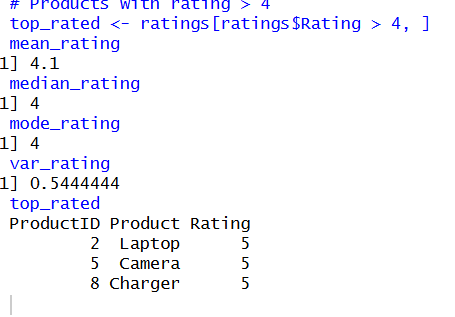 # Products with rating > 4
top_rated <- ratings[ratings$Rating > 4, ]
mean_rating
1] 4.1
median_rating
1] 4
mode_rating
1] 4
var_rating
1] 0.5444444
top_rated
ProductID Product Rating
2 Laptop 5
5 Camera 5
8 Charger 5